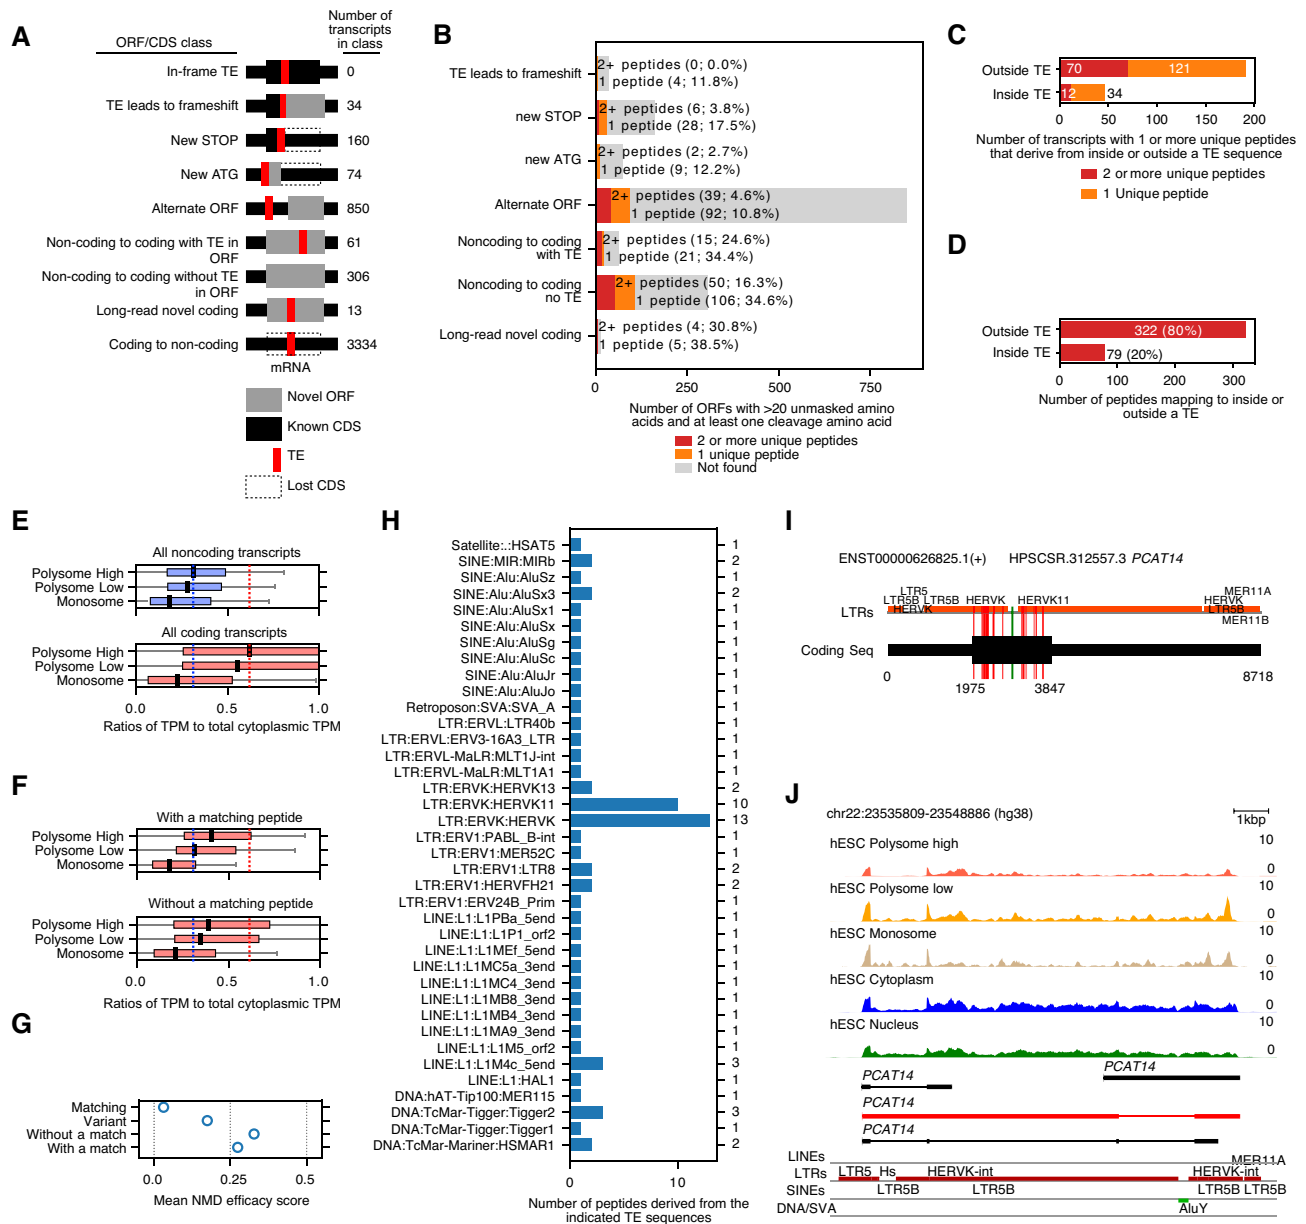 A
ORF/CDS class
Number of
transcripts
in class
In-frame TE
0
TE leads to frameshift
34
New STOP
160
New ATG
74
Alternate ORF
850
Non-coding to coding with TE in
ORF
61
Non-coding to coding without TE
in ORF
306
Long-read novel coding
13
Coding to non-coding
3334
mRNA
Novel ORF
Known CDS
TE
Lost CDS
B
TE leads to frameshift
2+ peptides (0; 0.0%)
1 peptide (4; 11.8%)
new STOP
2+ peptides (6; 3.8%)
1 peptide (28; 17.5%)
new ATG
2+ peptides (2; 2.7%)
1 peptide (9; 12.2%)
Alternate ORF
2+ peptides (39; 4.6%)
1 peptide (92; 10.8%)
Noncoding to coding
with TE
2+ peptides (15; 24.6%)
1 peptide (21; 34.4%)
Noncoding to coding
no TE
2+ peptides (50; 16.3%)
1 peptide (106; 34.6%)
Long-read novel coding
2+ peptides (4; 30.8%)
1 peptide (5; 38.5%)
0 250 500 750
Number of ORFs with >20 unmasked amino
acids and at least one cleavage amino acid
2 or more unique peptides
1 unique peptide
Not found
C
Outside TE
70 121
Inside TE
12 34
0 50 100 150 200
Number of transcripts with 1 or more unique peptides
that derive from inside or outside a TE sequence
2 or more unique peptides
1 Unique peptide
D
Outside TE
322 (80%)
Inside TE
79 (20%)
0 100 200 300
Number of peptides mapping to inside or
outside a TE
E
All noncoding transcripts
Polysome High
Polysome Low
Monosome
All coding transcripts
Polysome High
Polysome Low
Monosome
0.0 0.5 1.0
Ratios of TPM to total cytoplasmic TPM
F
With a matching peptide
Polysome High
Polysome Low
Monosome
Without a matching peptide
Polysome High
Polysome Low
Monosome
0.0 0.5 1.0
Ratios of TPM to total cytoplasmic TPM
G
Matching
Variant
Without a match
With a match
0.0 0.25 0.5
Mean NMD efficacy score
H
Satellite:.:HSAT5 1
SINE:MIR:MIRb 2
SINE:Alu:AluSz 1
SINE:Alu:AluSx3 2
SINE:Alu:AluSx1 1
SINE:Alu:AluSx 1
SINE:Alu:AluSg 1
SINE:Alu:AluSc 1
SINE:Alu:AluJr 1
SINE:Alu:AluJo 1
Retroposon:SVA:SVA_A 1
LTR:ERVL:LTR40b 1
LTR:ERVL:ERV3-16A3_LTR 1
LTR:ERVL-MaLR:MLT1J-int 1
LTR:ERVL-MaLR:MLT1A1 1
LTR:ERVK:HERVK13 2
LTR:ERVK:HERVK11 10
LTR:ERVK:HERVK 13
LTR:ERV1:PABL_B-int 1
LTR:ERV1:MER52C 1
LTR:ERV1:LTR8 2
LTR:ERV1:HERVFH21 2
LTR:ERV1:ERV24B_Prim 1
LINE:L1:L1PBa_5end 1
LINE:L1:L1P1_orf2 1
LINE:L1:L1MEf_5end 1
LINE:L1:L1MC5a_3end 1
LINE:L1:L1MC4_3end 1
LINE:L1:L1MB8_3end 1
LINE:L1:L1MB4_3end 1
LINE:L1:L1MA9_3end 1
LINE:L1:L1M5_orf2 1
LINE:L1:L1M4c_5end 3
LINE:L1:HAL1 1
DNA:hAT-Tip100:MER115 1
DNA:TcMar-Tigger:Tigger2 3
DNA:TcMar-Tigger:Tigger1 1
DNA:TcMar-Mariner:HSMAR1 2
0 10
Number of peptides derived from the
indicated TE sequences
I
ENST00000626825.1(+) HPSCSR.312557.3 PCAT14
LTR5 MER11A
LTR5B LTR5B HERVK HERVK11 HERVK
LTRs
HERVK LTR5B
MER11B
Coding Seq
0 8718
1975 3847
J
chr22:23535809-23548886 (hg38)
1kbp
hESC Polysome high
10
0
hESC Polysome low
10
0
hESC Monosome
10
0
hESC Cytoplasm
10
0
hESC Nucleus
10
0
PCAT14 PCAT14
PCAT14
PCAT14
LINEs
MER11A
LTRs
LTR5 Hs HERVK-int HERVK-int
SINEs
LTR5B LTR5B LTR5B LTR5B
DNA/SVA
AluY